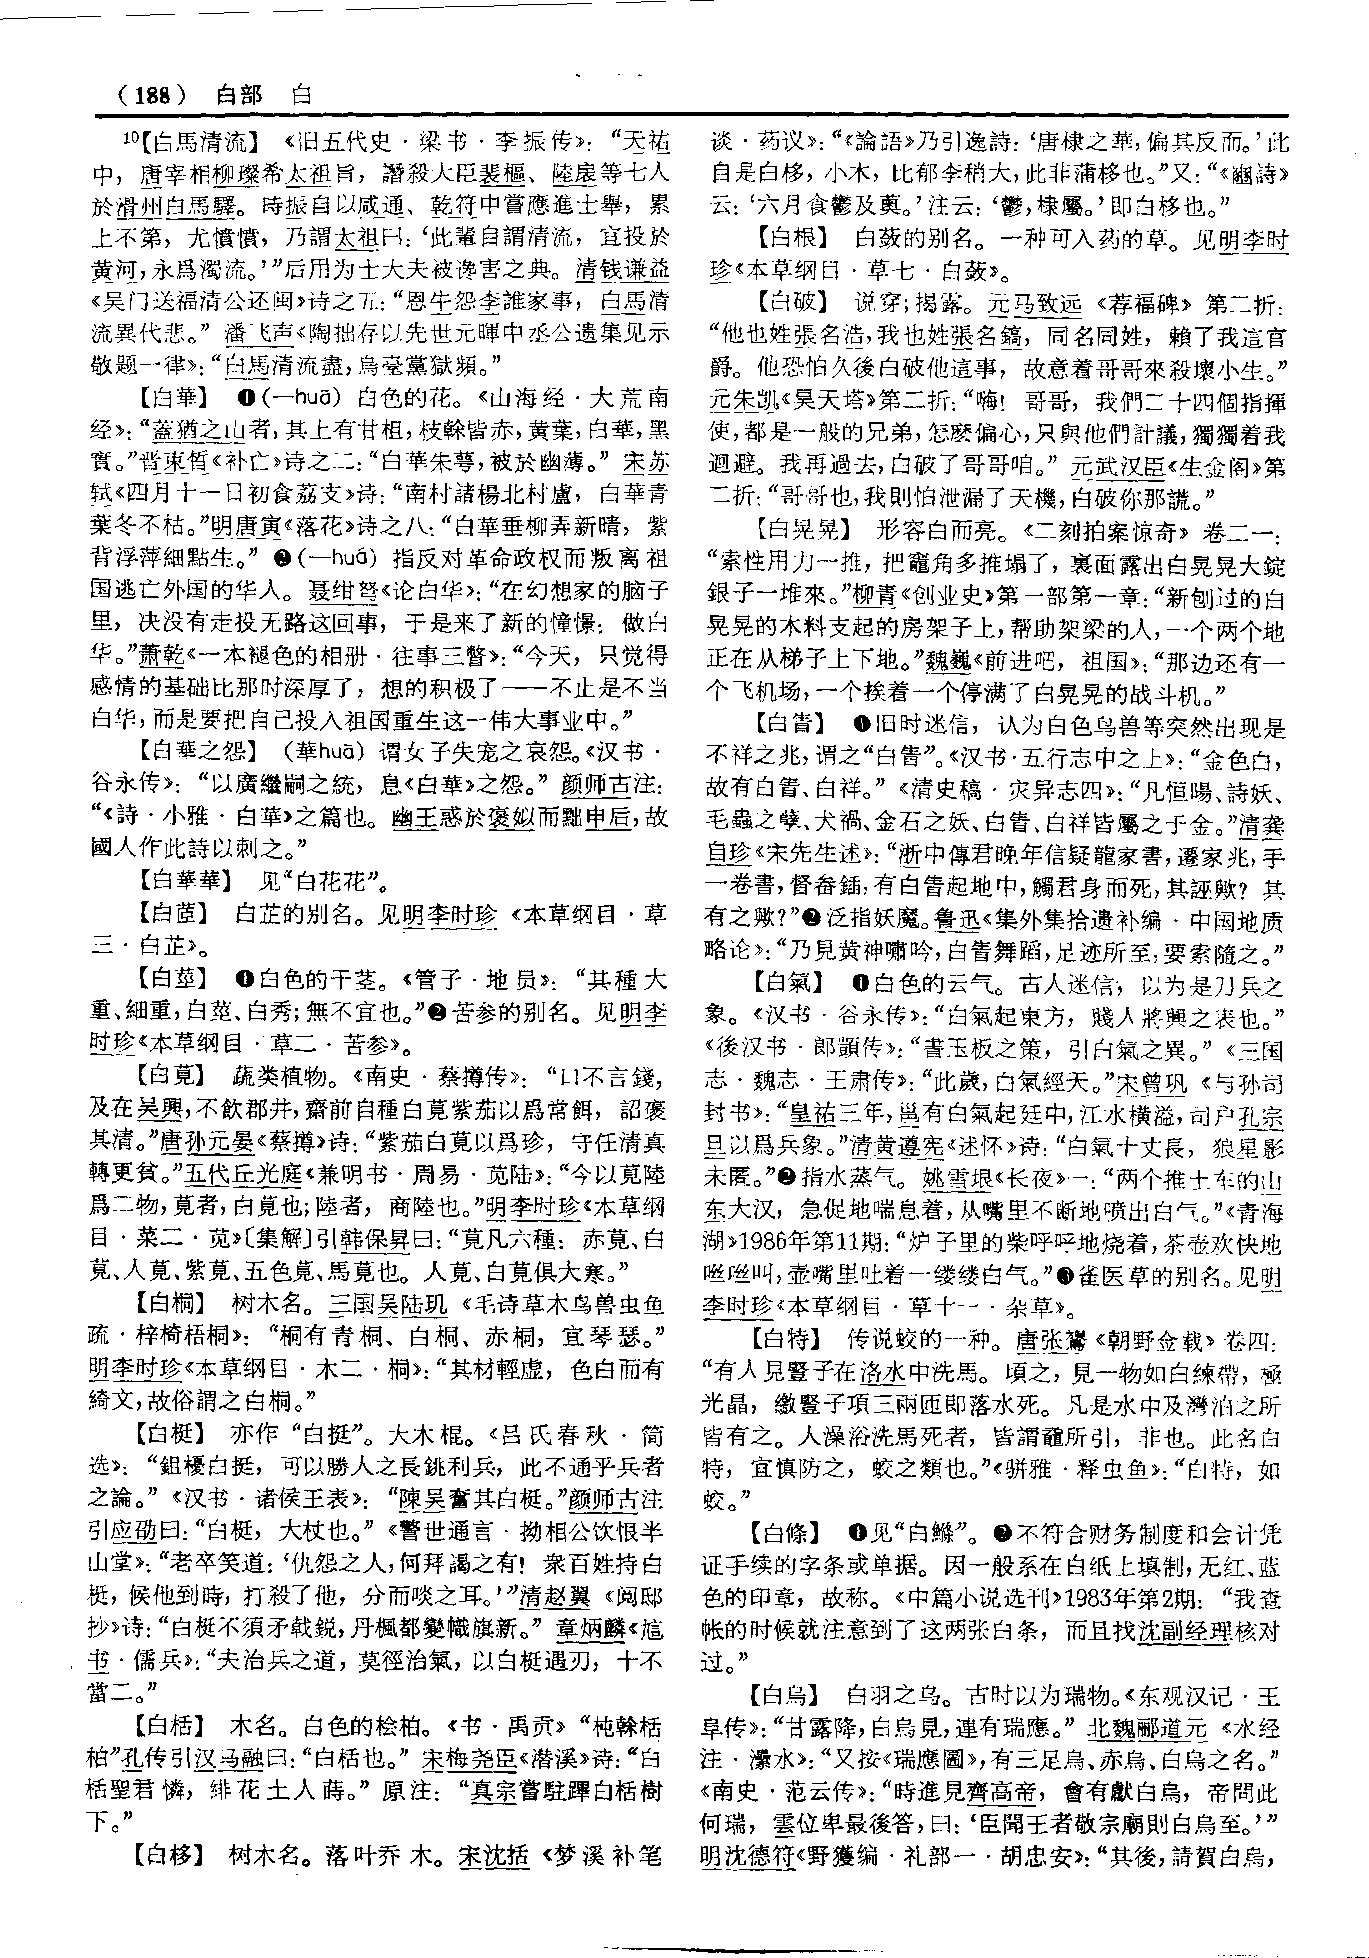 （188） 白部 白
¹⁰【白馬清流】 《旧五代史·梁书·李振传》：“天祐
中，唐宰相柳璨希太祖旨，譖殺大臣裴樞、陸扆等七人
於滑州白馬驛。時振自以咸通、乾符中嘗應進士舉，累
上不第，尤憤憤，乃謂太祖曰：‘此輩自謂清流，宜投於
黄河，永爲濁流。’”后用为士大夫被谗害之典。清钱谦益
《吴门送福清公还闽》诗之五：“恩牛怨李誰家事，白馬清
流異代悲。”潘飞声《陶拙存以先世元暉中丞公遗集见示
敬题一律》：“白馬清流盡，烏臺黨獄頻。”
【白華】 ❶(—huā) 白色的花。《山海经·大荒南
经》：“蓋猶之山者，其上有甘柤，枝榦皆赤，黄葉，白華，黑
實。”晋束皙《补亡》诗之二：“白華朱萼，被於幽薄。”宋苏
轼《四月十一日初食荔支》诗：“南村諸楊北村盧，白華青
葉冬不枯。”明唐寅《落花》诗之八：“白華垂柳弄新晴，紫
背浮萍細點生。”❷(—huá) 指反对革命政权而叛离祖
国逃亡外国的华人。聂绀弩《论白华》：“在幻想家的脑子
里，决没有走投无路这回事，于是来了新的憧憬：做白
华。”萧乾《一本褪色的相册·往事三瞥》：“今天，只觉得
感情的基础比那时深厚了，想的积极了——不止是不当
白华，而是要把自己投入祖国重生这一伟大事业中。”
【白華之怨】（華huā）谓女子失宠之哀怨。《汉书·
谷永传》：“以廣繼嗣之統，息《白華》之怨。”颜师古注：
“《詩·小雅·白華》之篇也。幽王惑於褒姒而黜申后，故
國人作此詩以刺之。”
【白華華】 见“白花花”。
【白茝】 白芷的别名。见明李时珍《本草纲目·草
三·白芷》。
【白莖】 ❶白色的干茎。《管子·地员》：“其種大
重、細重，白莖、白秀；無不宜也。”❷苦参的别名。见明李
时珍《本草纲目·草二·苦参》。
【白莧】 蔬类植物。《南史·蔡撙传》：“口不言錢，
及在吴興，不飲郡井，齋前自種白莧紫茄以爲常餌，詔褒
其清。”唐孙元晏《蔡撙》诗：“紫茄白莧以爲珍，守任清真
轉更貧。”五代丘光庭《兼明书·周易·苋陆》：“今以莧陸
爲二物，莧者，白莧也；陸者，商陸也。”明李时珍《本草纲
目·菜二·苋》〔集解〕引韩保昇曰：“莧凡六種：赤莧、白
莧、人莧、紫莧、五色莧、馬莧也。人莧、白莧俱大寒。”
【白桐】 树木名。三国吴陆玑《毛诗草木鸟兽虫鱼
疏·梓椅梧桐》：“桐有青桐、白桐、赤桐，宜琴瑟。”
明李时珍《本草纲目·木二·桐》：“其材輕虚，色白而有
綺文，故俗謂之白桐。”
【白梃】 亦作“白挺”。大木棍。《吕氏春秋·简
选》：“鉏櫌白挺，可以勝人之長銚利兵，此不通乎兵者
之論。”《汉书·诸侯王表》：“陳吴奮其白梃。”颜师古注
引应劭曰：“白梃，大杖也。”《警世通言·拗相公饮恨半
山堂》：“老卒笑道：‘仇怨之人，何拜謁之有！衆百姓持白
梃，候他到時，打殺了他，分而啖之耳。’”清赵翼《阅邸
抄》诗：“白梃不須矛戟鋭，丹楓都變幟旗新。”章炳麟《訄
书·儒兵》：“夫治兵之道，莫徑治氣，以白梃遇刃，十不
當二。”
【白栝】 木名。白色的桧柏。《书·禹贡》“杶榦栝
柏”孔传引汉马融曰：“白栝也。”宋梅尧臣《潜溪》诗：“白
栝聖君憐，緋花士人蒔。”原注：“真宗嘗駐蹕白栝樹
下。”
【白栘】 树木名。落叶乔木。宋沈括《梦溪补笔
谈·药议》：“《論語》乃引逸詩：‘唐棣之華，偏其反而。’此
自是白栘，小木，比郁李稍大，此非蒲栘也。”又：“《豳詩》
云：‘六月食鬱及薁。’注云：‘鬱，棣屬。’即白栘也。”
【白根】 白蔹的别名。一种可入药的草。见明李时
珍《本草纲目·草七·白蔹》。
【白破】 说穿；揭露。元马致远《荐福碑》第二折：
“他也姓張名浩，我也姓張名鎬，同名同姓，賴了我這官
爵。他恐怕久後白破他這事，故意着哥哥來殺壞小生。”
元朱凯《昊天塔》第二折：“嗨！哥哥，我們二十四個指揮
使，都是一般的兄弟，怎麽偏心，只與他們計議，獨獨着我
迴避。我再過去，白破了哥哥咱。”元武汉臣《生金阁》第
二折：“哥哥也，我則怕泄漏了天機，白破你那謊。”
【白晃晃】 形容白而亮。《二刻拍案惊奇》卷二一：
“索性用力一推，把竈角多推塌了，裏面露出白晃晃大錠
銀子一堆來。”柳青《创业史》第一部第一章：“新刨过的白
晃晃的木料支起的房架子上，帮助架梁的人，一个两个地
正在从梯子上下地。”魏巍《前进吧，祖国》：“那边还有一
个飞机场，一个挨着一个停满了白晃晃的战斗机。”
【白眚】 ❶旧时迷信，认为白色鸟兽等突然出现是
不祥之兆，谓之“白眚”。《汉书·五行志中之上》：“金色白，
故有白眚、白祥。”《清史稿·灾异志四》：“凡恒暘、詩妖、
毛蟲之孽、犬禍、金石之妖、白眚、白祥皆屬之于金。”清龚
自珍《宋先生述》：“浙中傳君晚年信疑龍家書，遷家兆，手
一卷書，督畚鍤，有白眚起地中，觸君身而死，其誣歟？其
有之歟？”❷泛指妖魔。鲁迅《集外集拾遗补编·中国地质
略论》：“乃見黄神嘯吟，白眚舞蹈，足迹所至，要索隨之。”
【白氣】 ❶白色的云气。古人迷信，以为是刀兵之
象。《汉书·谷永传》：“白氣起東方，賤人將興之表也。”
《後汉书·郎顗传》：“書玉板之策，引白氣之異。”《三国
志·魏志·王肃传》：“此歲，白氣經天。”宋曾巩《与孙司
封书》：“皇祐三年，邕有白氣起廷中，江水横溢，司户孔宗
旦以爲兵象。”清黄遵宪《述怀》诗：“白氣十丈長，狼星影
未匿。”❷指水蒸气。姚雪垠《长夜》一：“两个推土车的山
东大汉，急促地喘息着，从嘴里不断地喷出白气。”《青海
湖》1986年第11期：“炉子里的柴呼呼地烧着，茶壶欢快地
咝咝叫，壶嘴里吐着一缕缕白气。”❸雀医草的别名。见明
李时珍《本草纲目·草十一·杂草》。
【白特】 传说蛟的一种。唐张鷟《朝野佥载》卷四：
“有人見豎子在洛水中洗馬。頃之，見一物如白練帶，極
光晶，繳豎子項三兩匝即落水死。凡是水中及灣泊之所
皆有之。人澡浴洗馬死者，皆謂黿所引，非也。此名白
特，宜慎防之，蛟之類也。”《骈雅·释虫鱼》：“白特，如
蛟。”
【白條】 ❶见“白鰷”。❷不符合财务制度和会计凭
证手续的字条或单据。因一般系在白纸上填制，无红、蓝
色的印章，故称。《中篇小说选刊》1983年第2期：“我查
帐的时候就注意到了这两张白条，而且找沈副经理核对
过。”
【白烏】 白羽之乌。古时以为瑞物。《东观汉记·王
阜传》：“甘露降，白烏見，連有瑞應。”北魏郦道元《水经
注·㶟水》：“又按《瑞應圖》，有三足烏、赤烏、白烏之名。”
《南史·范云传》：“時進見齊高帝，會有獻白烏，帝問此
何瑞，雲位卑最後答，曰：‘臣聞王者敬宗廟則白烏至。’”
明沈德符《野獲编·礼部一·胡忠安》：“其後，請賀白烏，